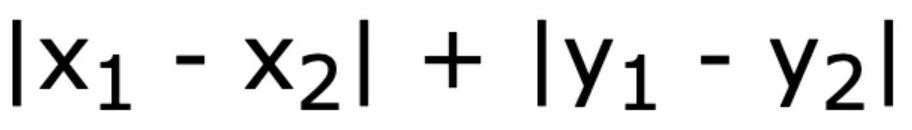 |x₁ - x₂| + |y₁ - y₂|